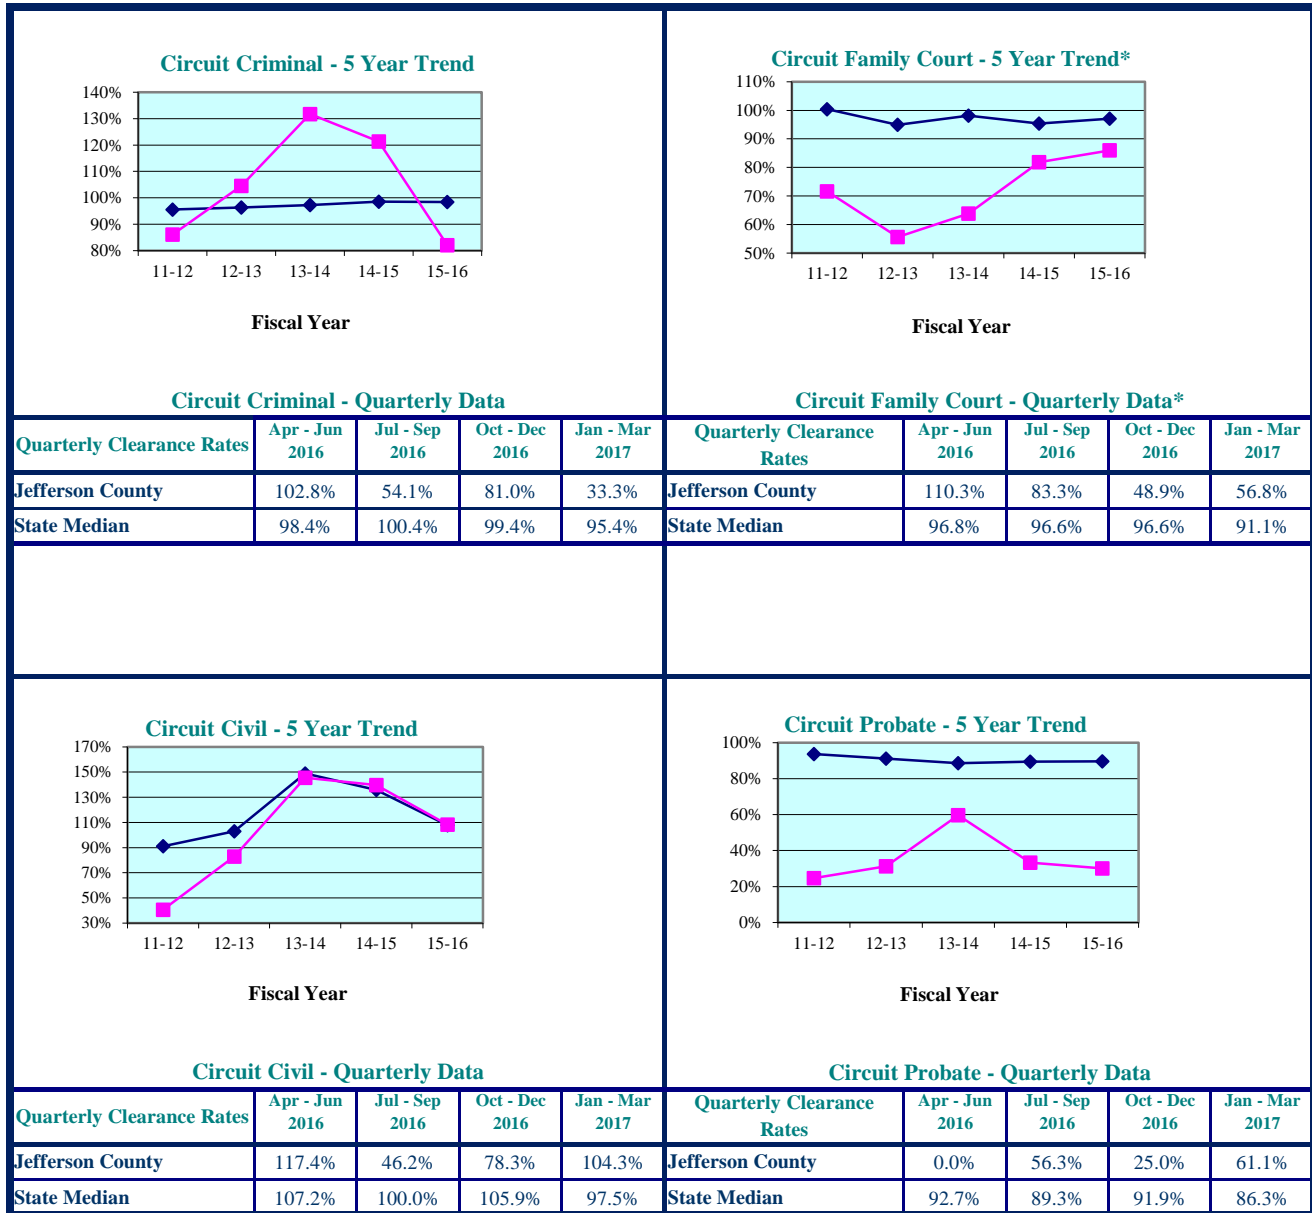 Circuit Criminal - 5 Year Trend
140%
130%
120%
110%
100%
90%
80%
11-12 12-13 13-14 14-15 15-16
Fiscal Year
Circuit Criminal - Quarterly Data
Quarterly Clearance Rates Apr - Jun 2016 Jul - Sep 2016 Oct - Dec 2016 Jan - Mar 2017
Jefferson County 102.8% 54.1% 81.0% 33.3%
State Median 98.4% 100.4% 99.4% 95.4%
Circuit Family Court - 5 Year Trend*
110%
100%
90%
80%
70%
60%
50%
11-12 12-13 13-14 14-15 15-16
Fiscal Year
Circuit Family Court - Quarterly Data*
Quarterly Clearance Rates Apr - Jun 2016 Jul - Sep 2016 Oct - Dec 2016 Jan - Mar 2017
Jefferson County 110.3% 83.3% 48.9% 56.8%
State Median 96.8% 96.6% 96.6% 91.1%
Circuit Civil - 5 Year Trend
170%
150%
130%
110%
90%
70%
50%
30%
11-12 12-13 13-14 14-15 15-16
Fiscal Year
Circuit Civil - Quarterly Data
Quarterly Clearance Rates Apr - Jun 2016 Jul - Sep 2016 Oct - Dec 2016 Jan - Mar 2017
Jefferson County 117.4% 46.2% 78.3% 104.3%
State Median 107.2% 100.0% 105.9% 97.5%
Circuit Probate - 5 Year Trend
100%
80%
60%
40%
20%
0%
11-12 12-13 13-14 14-15 15-16
Fiscal Year
Circuit Probate - Quarterly Data
Quarterly Clearance Rates Apr - Jun 2016 Jul - Sep 2016 Oct - Dec 2016 Jan - Mar 2017
Jefferson County 0.0% 56.3% 25.0% 61.1%
State Median 92.7% 89.3% 91.9% 86.3%